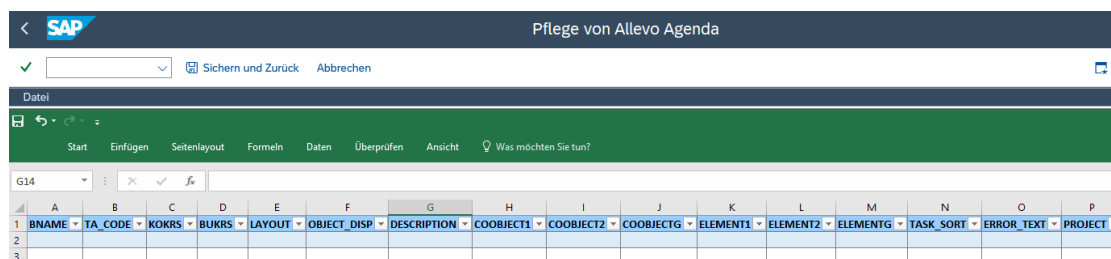 SAP Pflege von Allevo Agenda
Sichern und Zurück Abbrechen
Datei
Start Einfügen Seitenlayout Formeln Daten Überprüfen Ansicht Was möchten Sie tun?
G14 fx
A B C D E F G H I J K L M N O P
1 BNAME TA_CODE KOKRS BUKRS LAYOUT OBJECT_DISP DESCRIPTION COOBJECT1 COOBJECT2 COOBJECTG ELEMENT1 ELEMENT2 ELEMENTG TASK_SORT ERROR_TEXT PROJECT
2
3